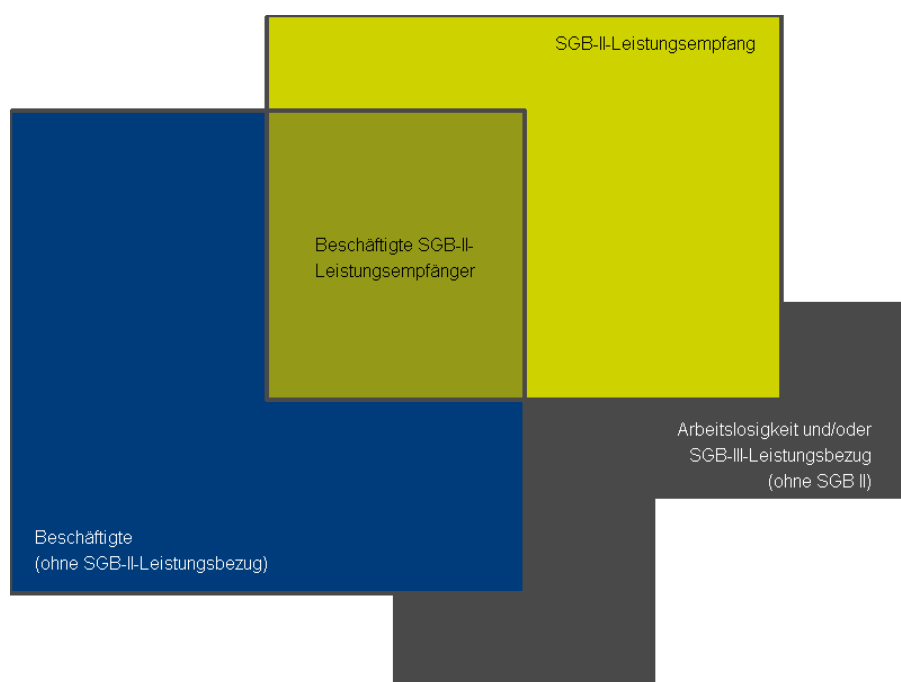 SGB-II-Leistungsempfang
Beschäftigte SGB-II-
Leistungsempfänger
Arbeitslosigkeit und/oder
SGB-III-Leistungsbezug
(ohne SGB II)
Beschäftigte
(ohne SGB-II-Leistungsbezug)